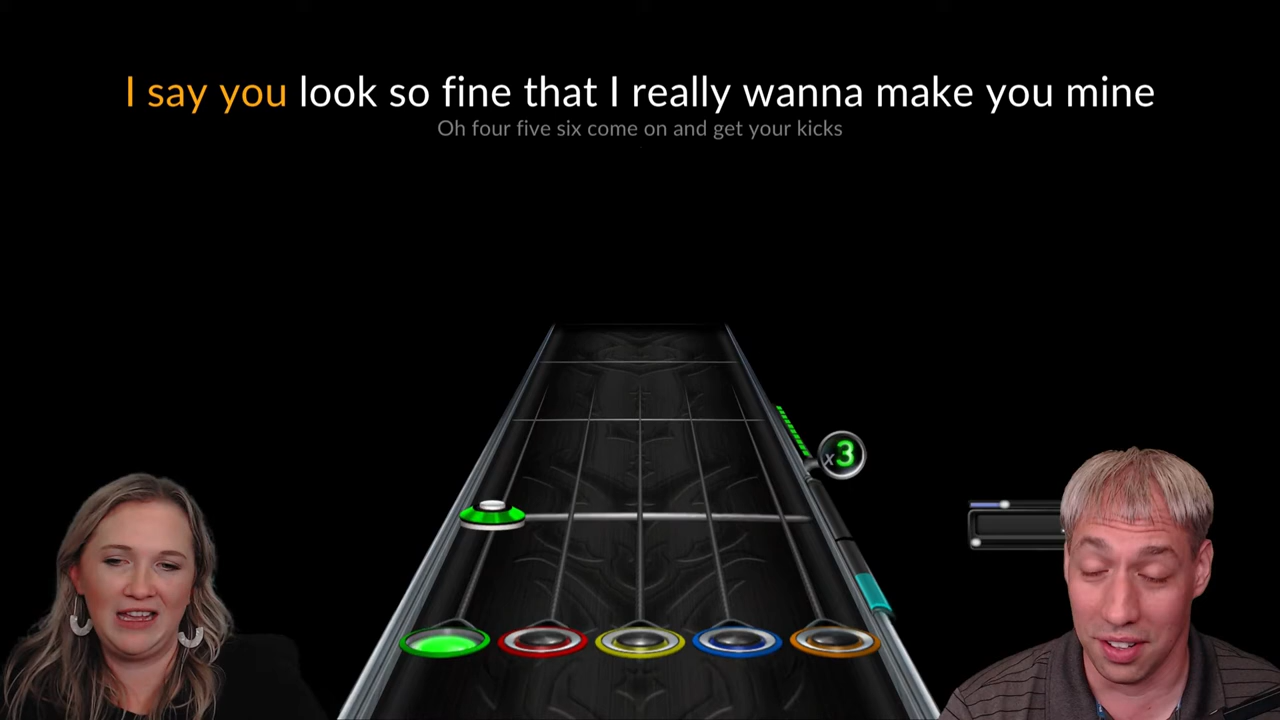 I say you look so fine that I really wanna make you mine
Oh four five six come on and get your kicks
x3